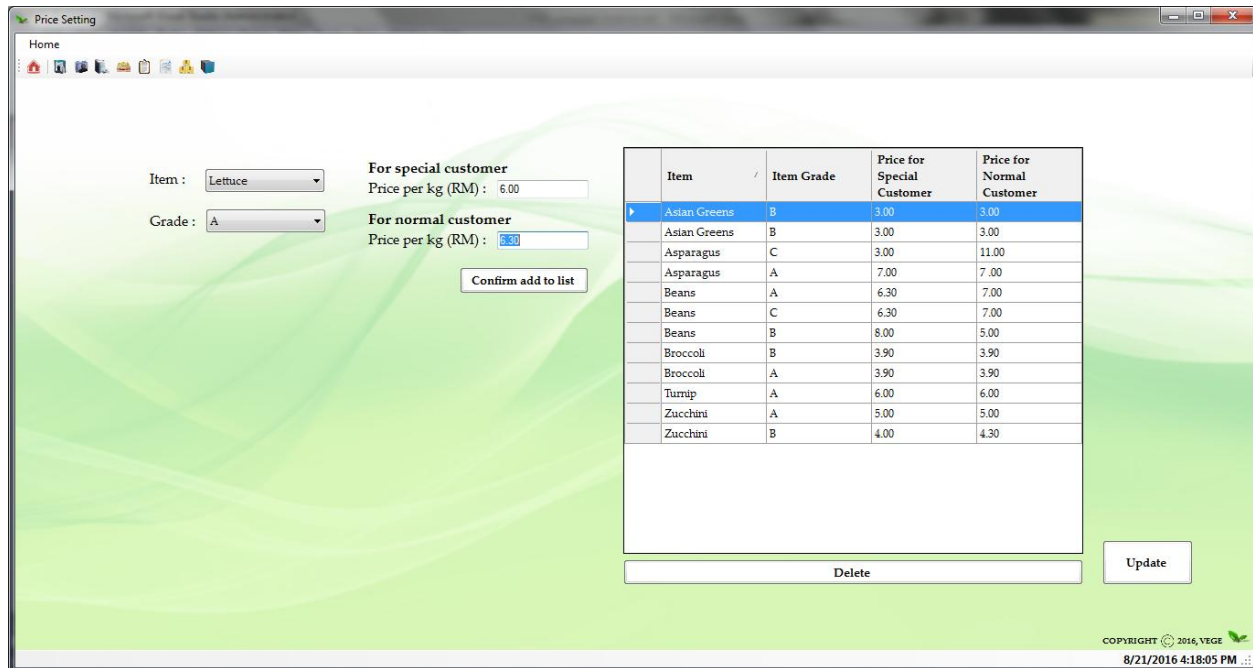 Price Setting
Home
Item : Lettuce
Grade : A
For special customer
Price per kg (RM) : 6.00
For normal customer
Price per kg (RM) : 6.30
Confirm add to list
Item Item Grade Price for Special Customer Price for Normal Customer
Asian Greens B 3.00 3.00
Asian Greens B 3.00 3.00
Asparagus C 3.00 11.00
Asparagus A 7.00 7 .00
Beans A 6.30 7.00
Beans C 6.30 7.00
Beans B 8.00 5.00
Broccoli B 3.90 3.90
Broccoli A 3.90 3.90
Turnip A 6.00 6.00
Zucchini A 5.00 5.00
Zucchini B 4.00 4.30
Delete
Update
COPYRIGHT © 2016, VEGE
8/21/2016 4:18:05 PM